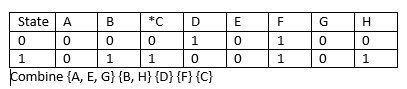 State A B *C D E F G H
0 0 0 0 1 0 1 0 0
1 0 1 1 0 0 1 0 1
Combine {A, E, G} {B, H} {D} {F} {C}